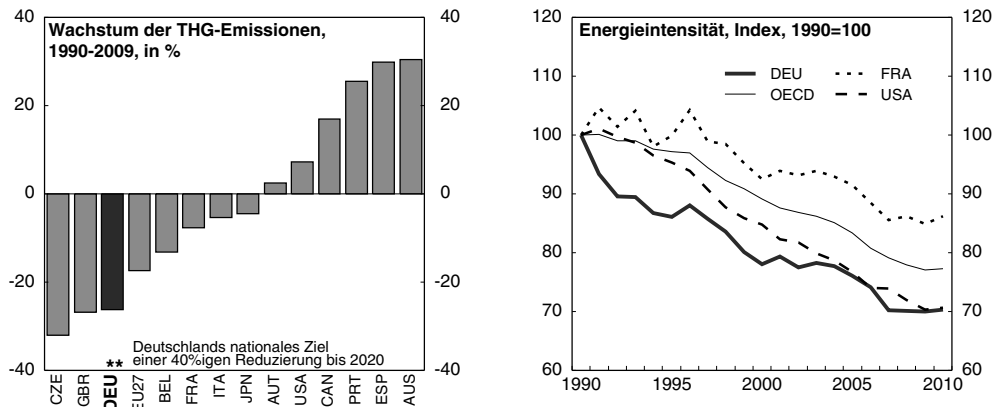 Wachstum der THG-Emissionen,
1990-2009, in %
40
20
0
-20
-40
40
20
0
-20
-40
** Deutschlands nationales Ziel
einer 40%igen Reduzierung bis 2020
CZE
GBR
DEU
EU27
BEL
FRA
ITA
JPN
AUT
USA
CAN
PRT
ESP
AUS
Energieintensität, Index, 1990=100
DEU
FRA
OECD
USA
120
110
100
90
80
70
60
120
110
100
90
80
70
60
1990 1995 2000 2005 2010